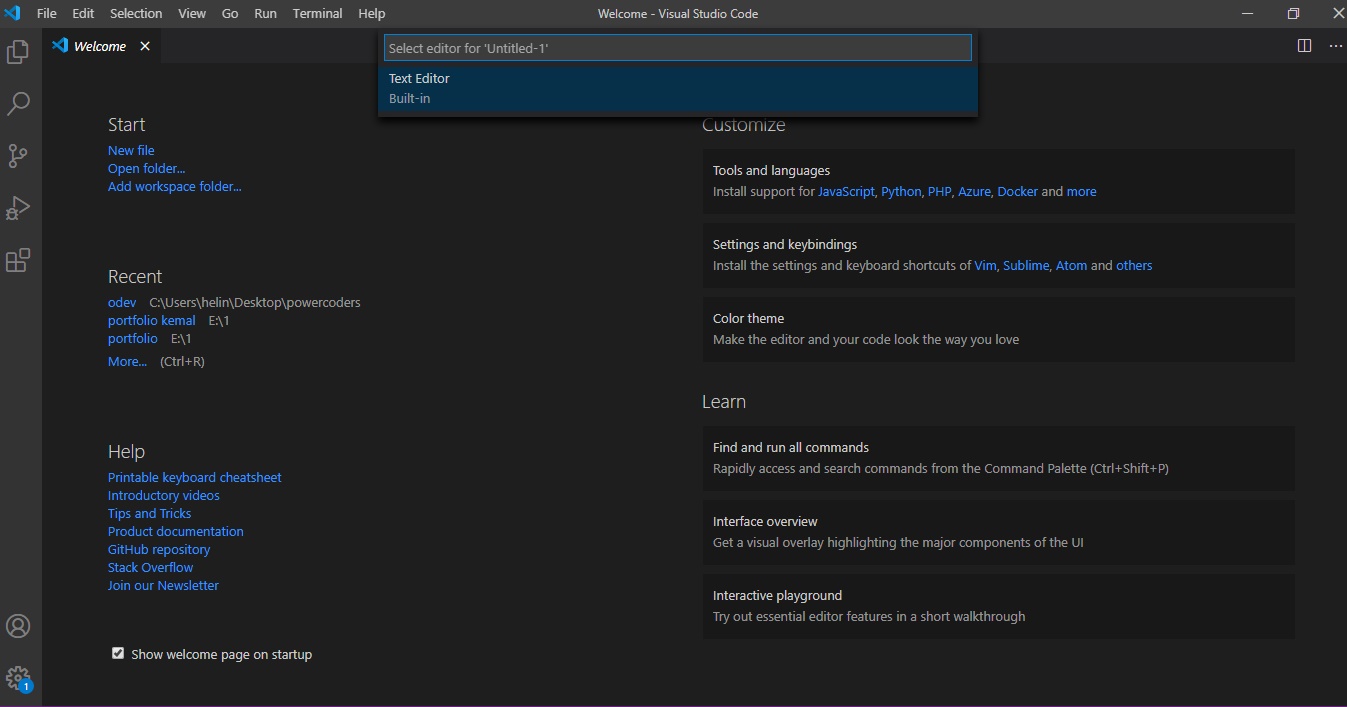 File Edit Selection View Go Run Terminal Help
Welcome - Visual Studio Code
Welcome
Select editor for 'Untitled-1'
Text Editor
Built-in
Start
New file
Open folder...
Add workspace folder...
Recent
odev C:\Users\helin\Desktop\powercoders
portfolio kemal E:\1
portfolio E:\1
More... (Ctrl+R)
Help
Printable keyboard cheatsheet
Introductory videos
Tips and Tricks
Product documentation
GitHub repository
Stack Overflow
Join our Newsletter
Show welcome page on startup
Customize
Tools and languages
Install support for JavaScript, Python, PHP, Azure, Docker and more
Settings and keybindings
Install the settings and keyboard shortcuts of Vim, Sublime, Atom and others
Color theme
Make the editor and your code look the way you love
Learn
Find and run all commands
Rapidly access and search commands from the Command Palette (Ctrl+Shift+P)
Interface overview
Get a visual overlay highlighting the major components of the UI
Interactive playground
Try out essential editor features in a short walkthrough
1